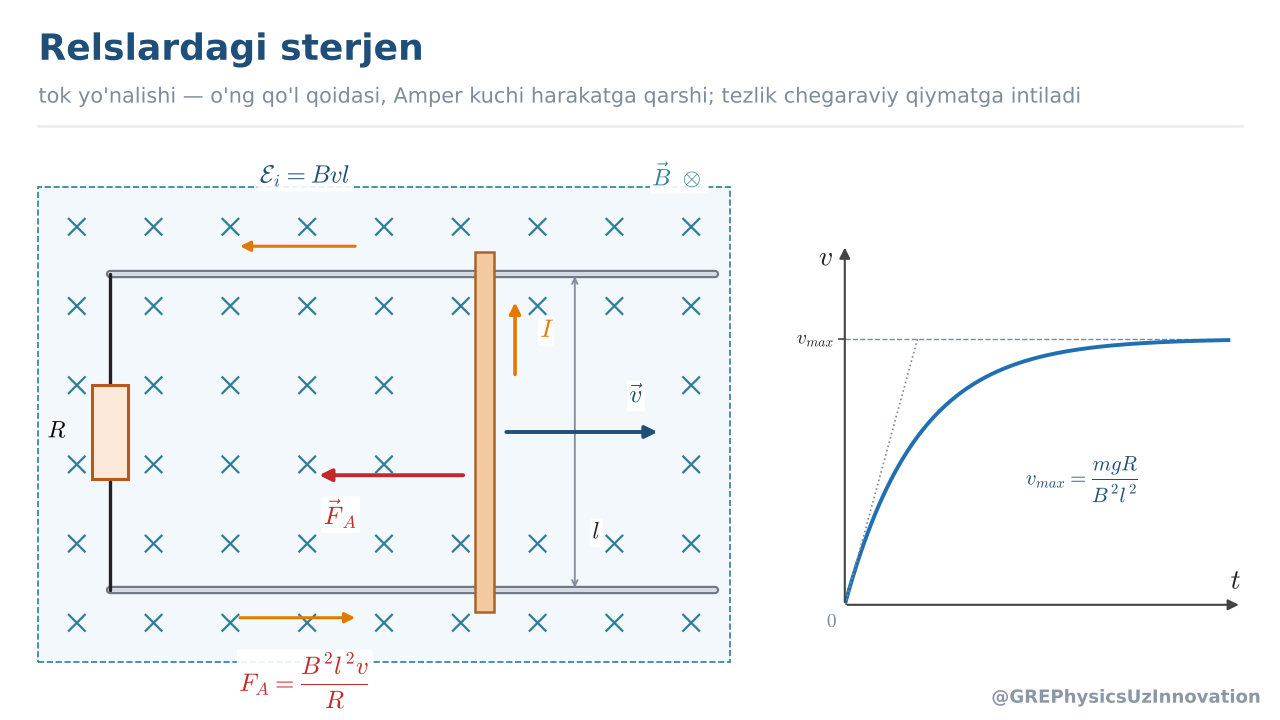 Relslardagi sterjen
tok yo'nalishi — o'ng qo'l qoidasi, Amper kuchi harakatga qarshi; tezlik chegaraviy qiymatga intiladi
ℰᵢ = Bvl
B⃗ ⊗
I
v⃗
R
F⃗_A
l
F_A = B²l²v / R
v
v_max
v_max = mgR / B²l²
t
0
@GREPhysicsUzInnovation